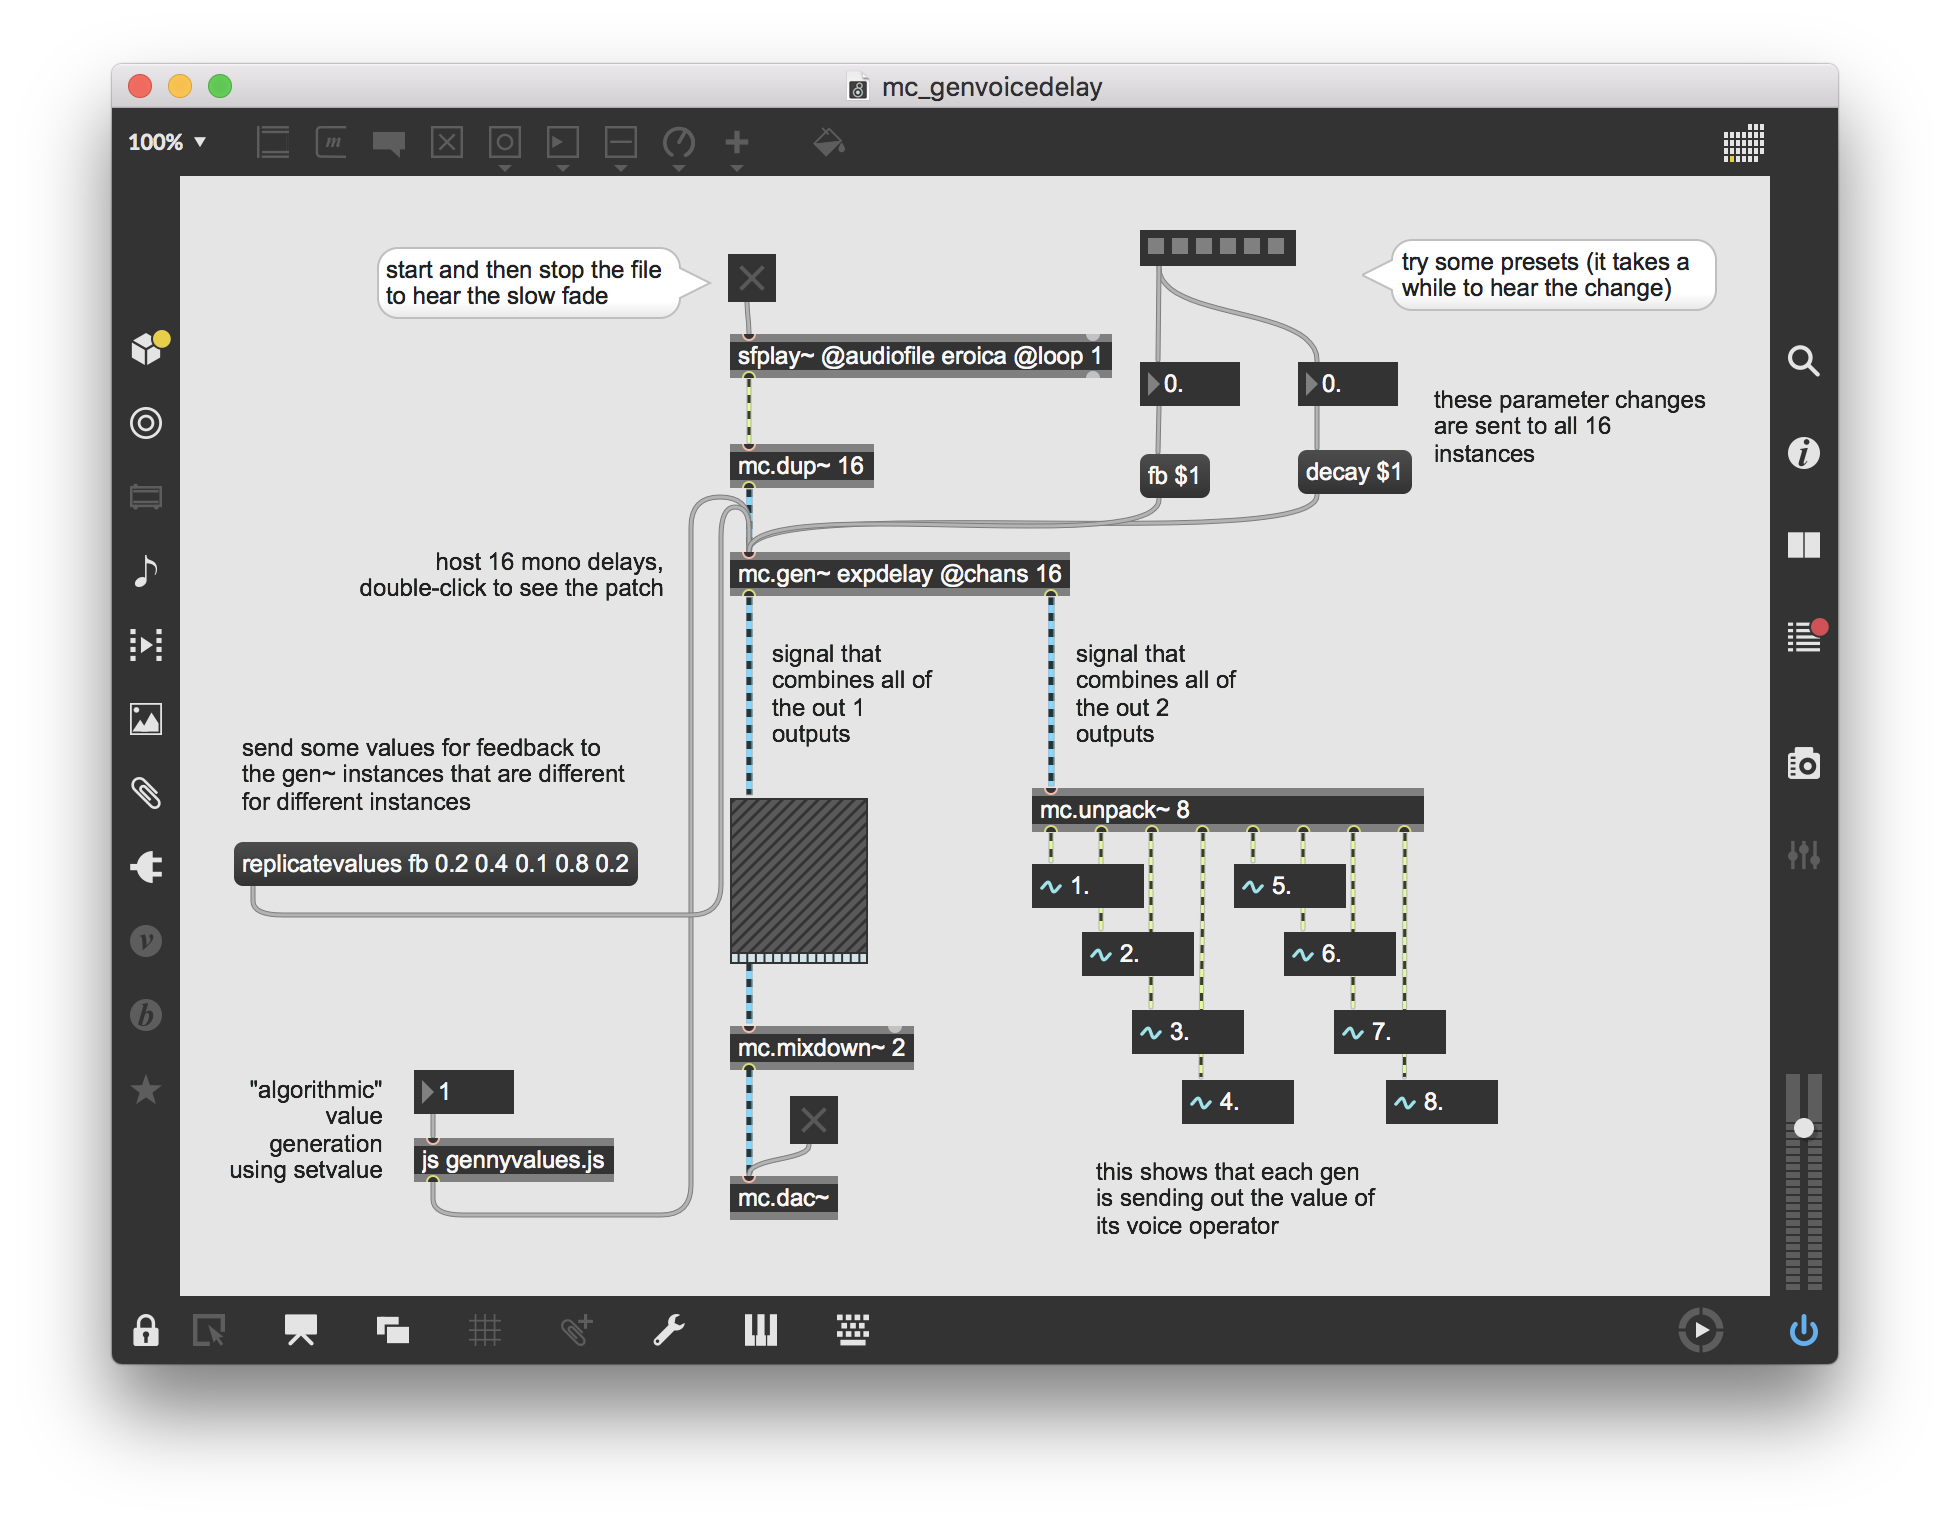 mc_genvoicedelay
100%
start and then stop the file
to hear the slow fade
try some presets (it takes a
while to hear the change)
sfplay~ @audiofile eroica @loop 1
0.
0.
these parameter changes
are sent to all 16
instances
mc.dup~ 16
fb $1
decay $1
host 16 mono delays,
double-click to see the patch
mc.gen~ expdelay @chans 16
signal that
combines all of
the out 1
outputs
signal that
combines all of
the out 2
outputs
send some values for feedback to
the gen~ instances that are different
for different instances
replicatevalues fb 0.2 0.4 0.1 0.8 0.2
mc.unpack~ 8
1.
5.
2.
6.
3.
7.
4.
8.
mc.mixdown~ 2
"algorithmic"
value
generation
using setvalue
1
js gennyvalues.js
mc.dac~
this shows that each gen
is sending out the value of
its voice operator